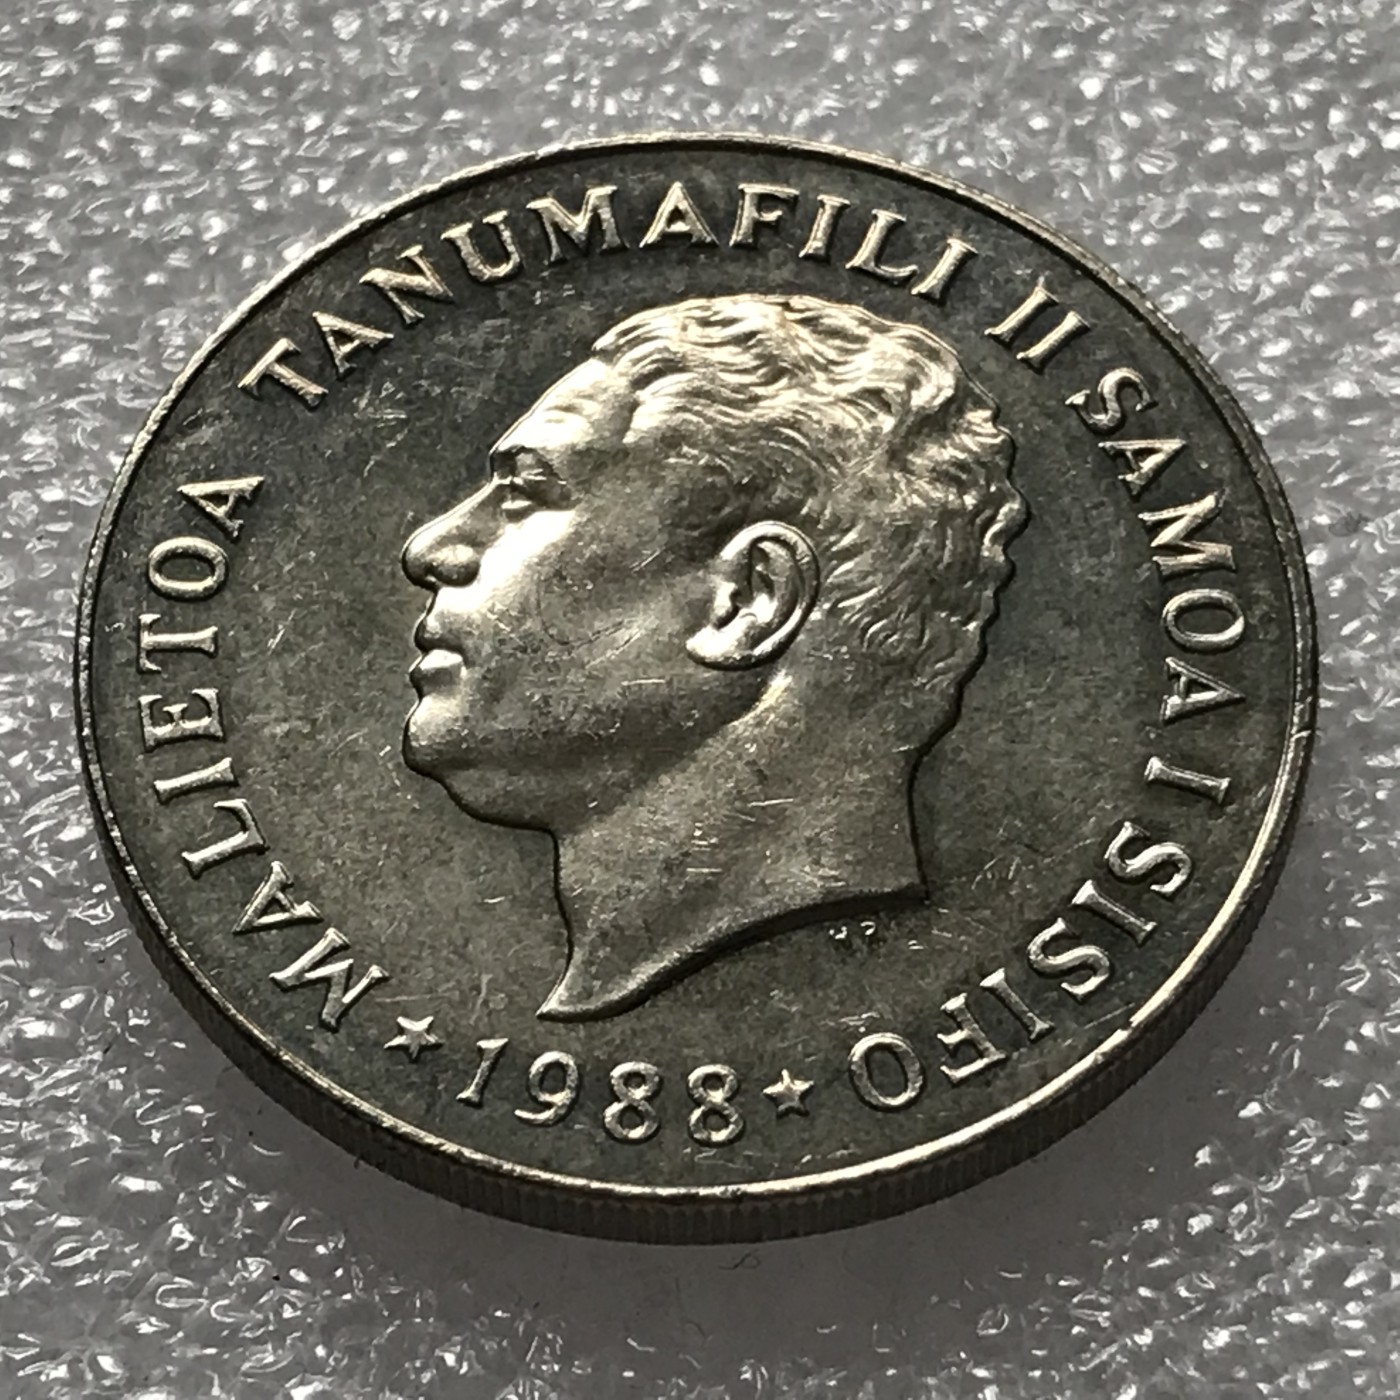 MALIETOA TANUMAFILI II SAMOA I SISIFO
★ 1988 ★